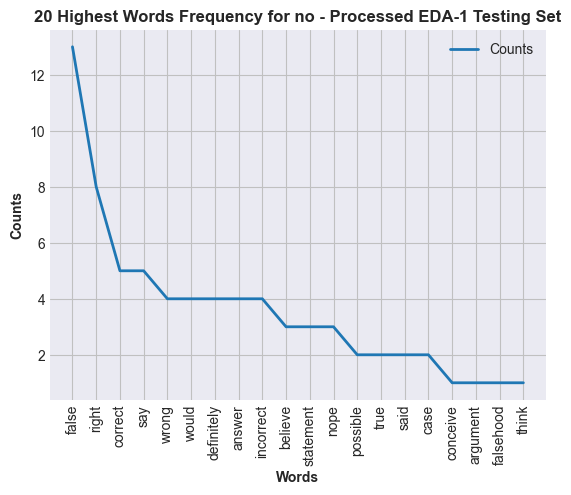 20 Highest Words Frequency for no - Processed EDA-1 Testing Set
Counts
12
10
8
6
4
2
Counts
false
right
correct
say
wrong
would
definitely
answer
incorrect
believe
statement
nope
possible
true
said
case
conceive
argument
falsehood
think
Words